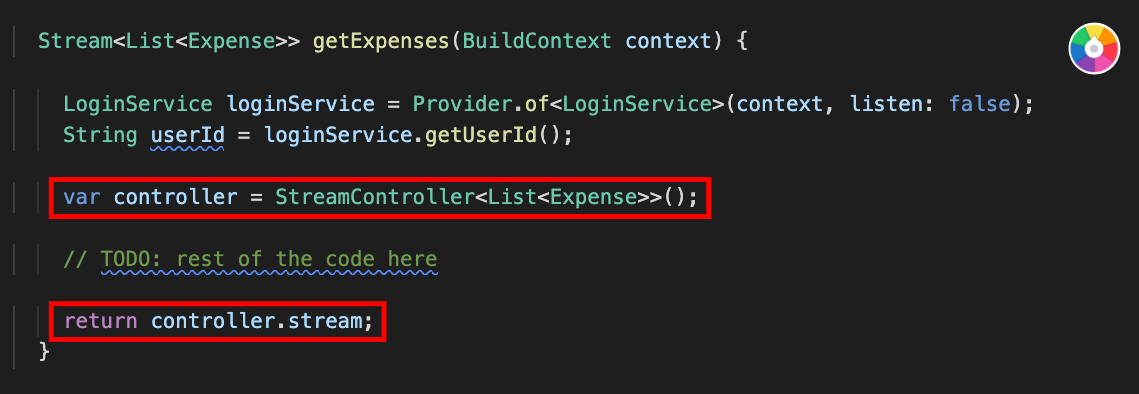 Stream<List<Expense>> getExpenses(BuildContext context) {
LoginService loginService = Provider.of<LoginService>(context, listen: false);
String userId = loginService.getUserId();
var controller = StreamController<List<Expense>>();
// TODO: rest of the code here
return controller.stream;
}